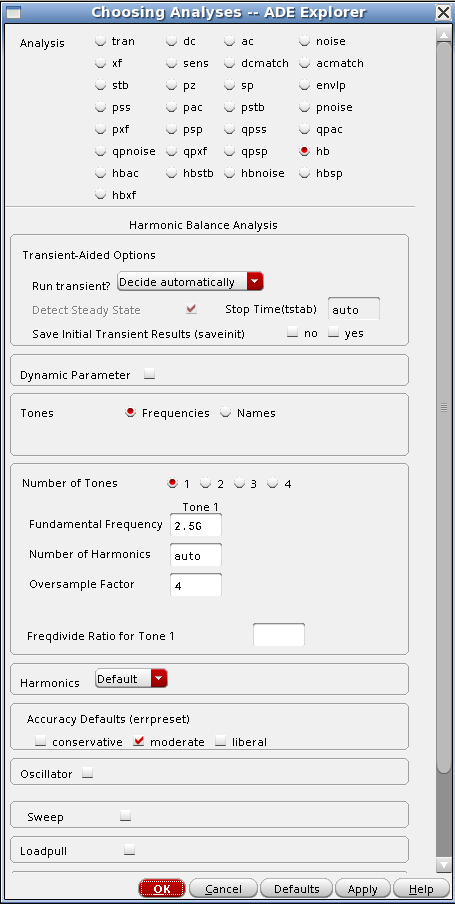 Choosing Analyses -- ADE Explorer
Analysis tran dc ac noise
xf sens dcmatch acmatch
stb pz sp envlp
pss pac pstb pnoise
pxf psp qpss qpac
qpnoise qpxf qpsp hb
hbac hbstb hbnoise hbsp
hbxf
Harmonic Balance Analysis
Transient-Aided Options
Run transient? Decide automatically
Detect Steady State Stop Time(tstab) auto
Save Initial Transient Results (saveinit) no yes
Dynamic Parameter
Tones Frequencies Names
Number of Tones 1 2 3 4
Tone 1
Fundamental Frequency 2.5G
Number of Harmonics auto
Oversample Factor 4
Freqdivide Ratio for Tone 1
Harmonics Default
Accuracy Defaults (errpreset)
conservative moderate liberal
Oscillator
Sweep
Loadpull
OK Cancel Defaults Apply Help